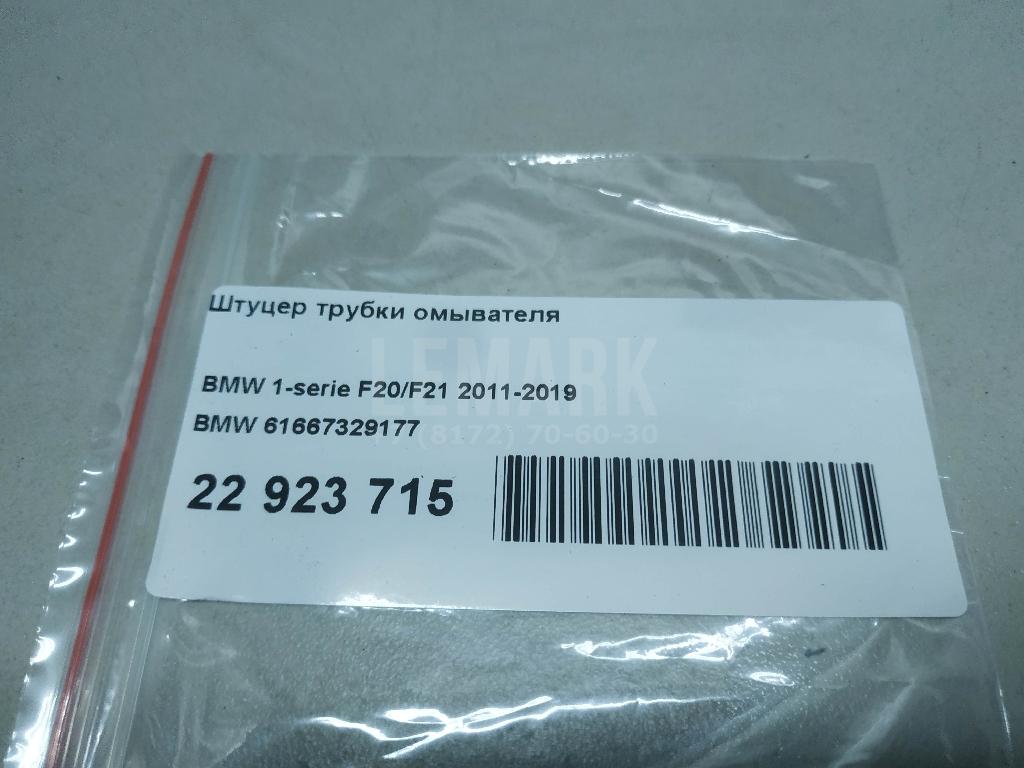 Штуцер трубки омывателя
LEMARK
BMW 1-serie F20/F21 2011-2019
BMW 61667329177
(8172) 70-60-30
22 923 715